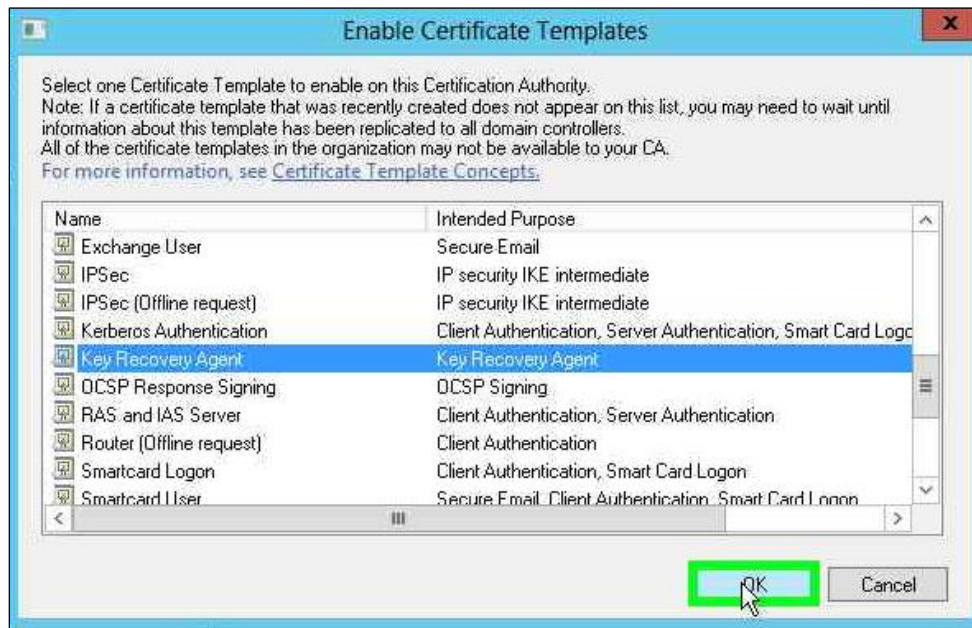 Enable Certificate Templates
X
Select one Certificate Template to enable on this Certification Authority.
Note: If a certificate template that was recently created does not appear on this list, you may need to wait until
information about this template has been replicated to all domain controllers.
All of the certificate templates in the organization may not be available to your CA.
For more information, see Certificate Template Concepts.
Name Intended Purpose
Exchange User Secure Email
IPSec IP security IKE intermediate
IPSec (Offline request) IP security IKE intermediate
Kerberos Authentication Client Authentication, Server Authentication, Smart Card Logo
Key Recovery Agent Key Recovery Agent
OCSP Response Signing OCSP Signing
RAS and IAS Server Client Authentication, Server Authentication
Router (Offline request) Client Authentication
Smartcard Logon Client Authentication, Smart Card Logon
Smartcard User Secure Email, Client Authentication, Smart Card Logon
OK Cancel